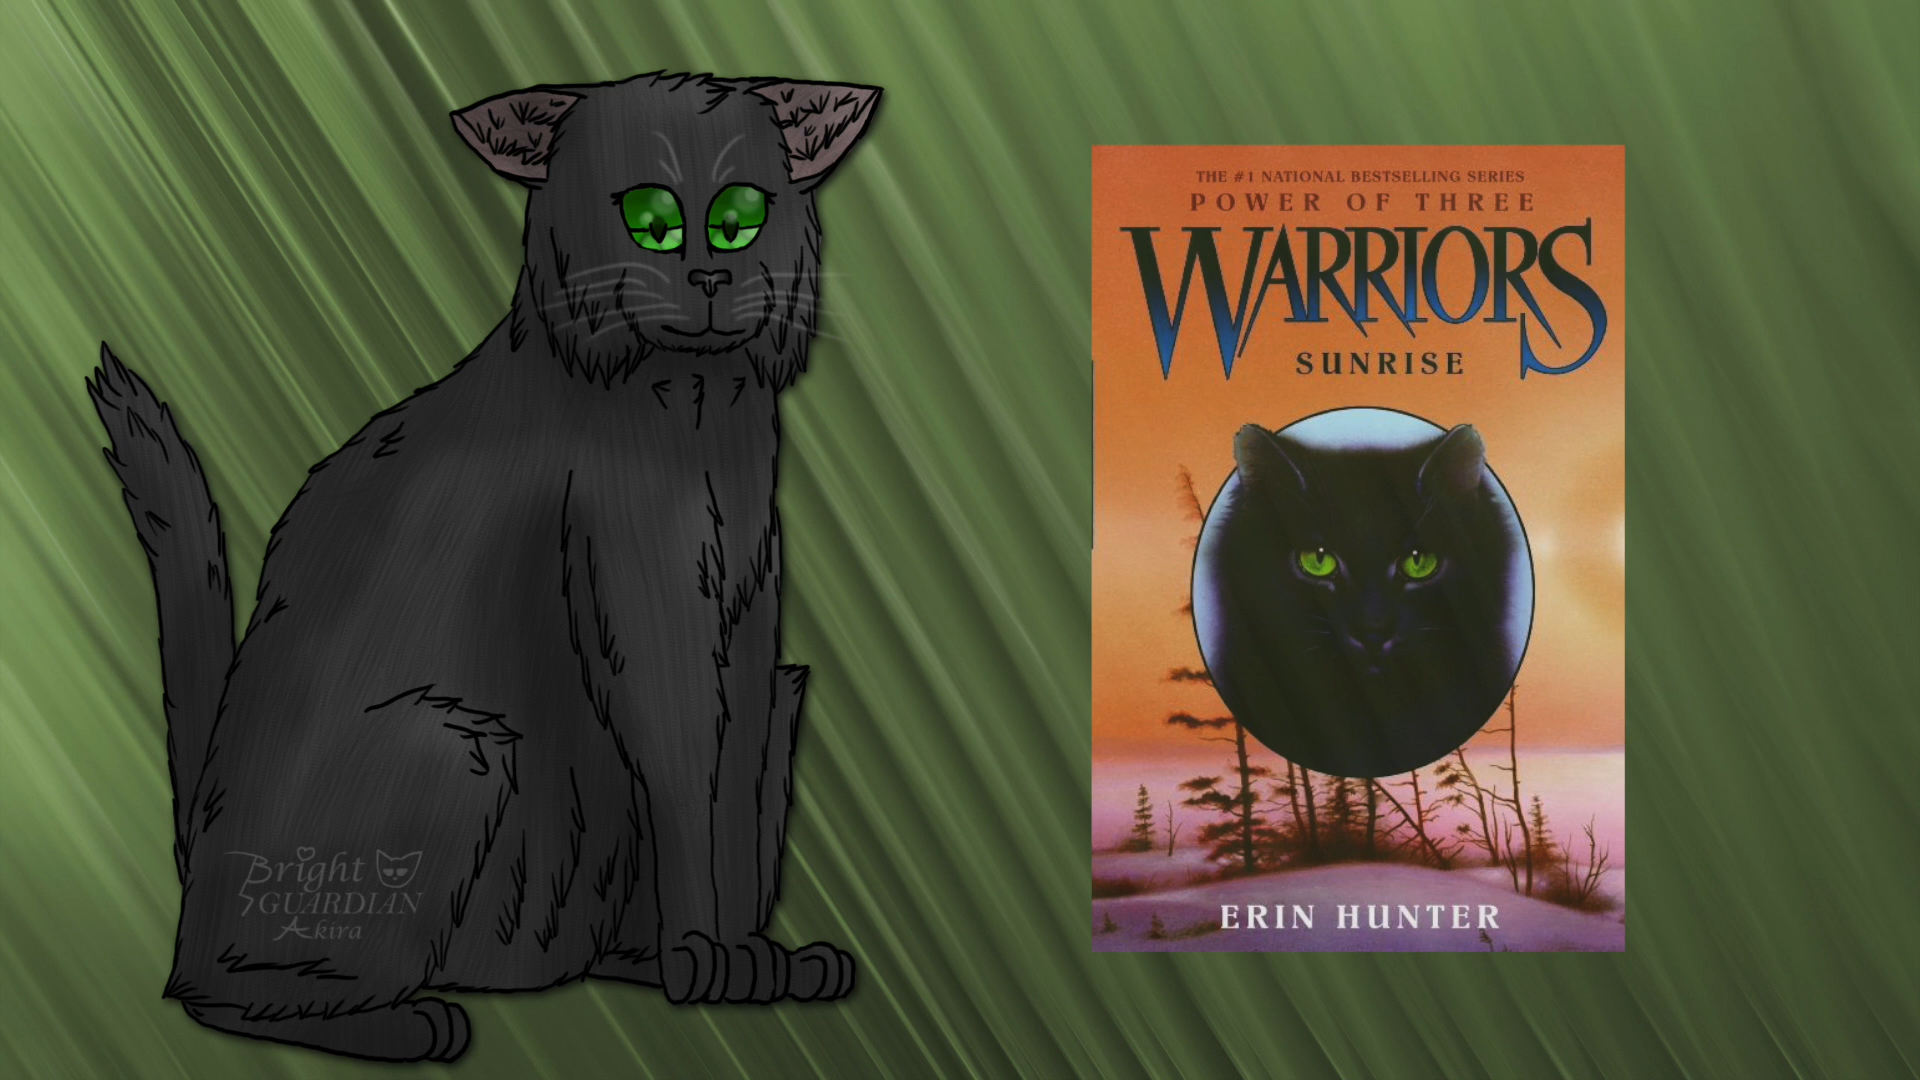 Bright
GUARDIAN
Akira
THE #1 NATIONAL BESTSELLING SERIES
POWER OF THREE
WARRIORS
SUNRISE
ERIN HUNTER